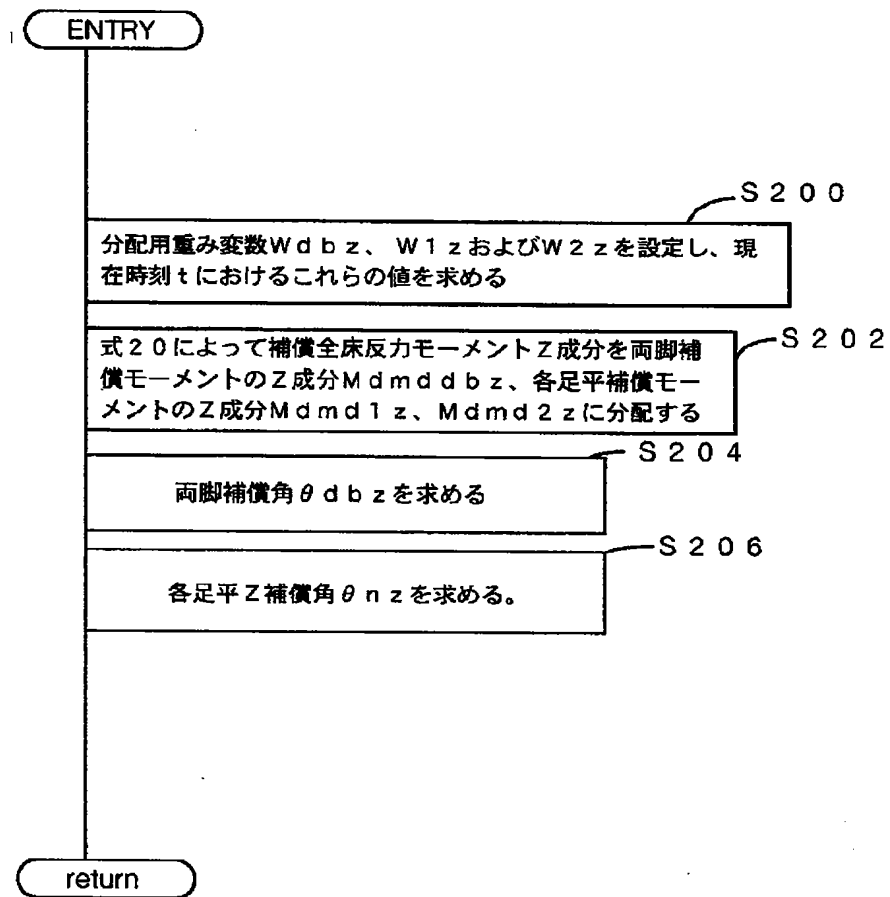 ENTRY
S200
分配用重み変数Wdbz、W1zおよびW2zを設定し、現
在時刻tにおけるこれらの値を求める
S202
式20によって補償全床反力モーメントZ成分を両脚補
償モーメントのZ成分Mdmddbz、各足平補償モー
メントのZ成分Mdmd1z、Mdmd2zに分配する
S204
両脚補償角θdbzを求める
S206
各足平Z補償角θnzを求める。
return